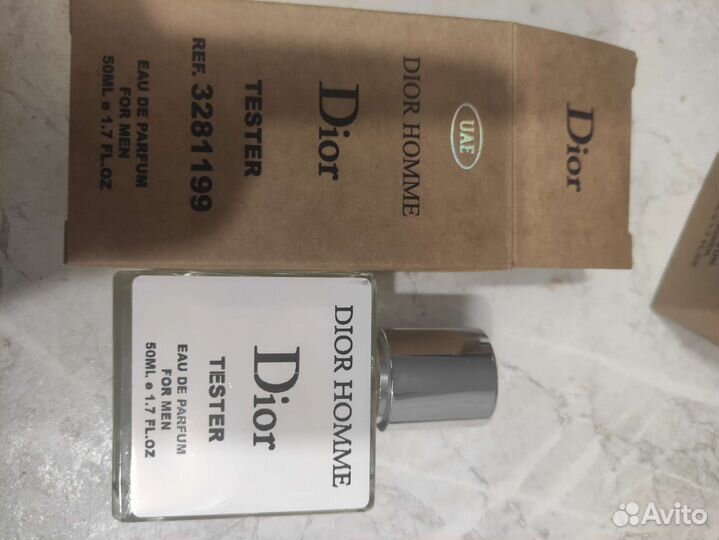 Dior
UAE
DIOR HOMME
Dior
TESTER
REF. 3281199
EAU DE PARFUM
FOR MEN
50ML e 1.7 FL.OZ
DIOR HOMME
Dior
TESTER
EAU DE PARFUM
FOR MEN
50ML e 1.7 FL.OZ
Avito